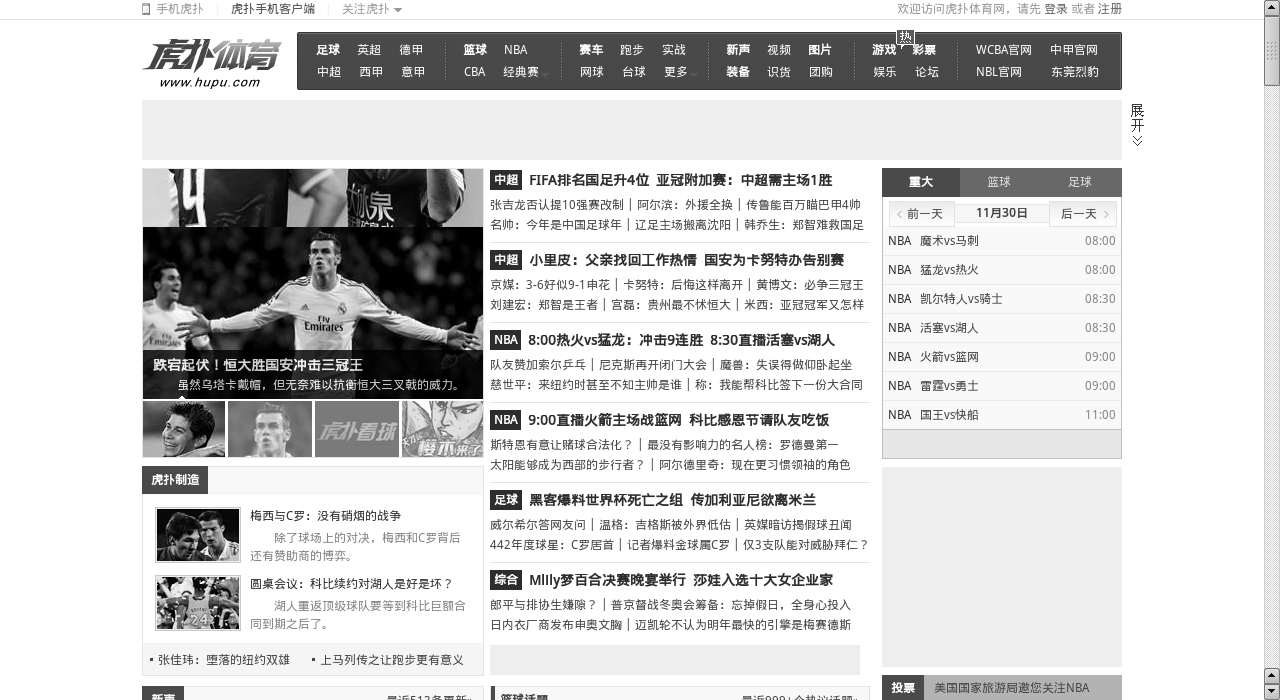 手机虎扑 虎扑手机客户端 关注虎扑 欢迎访问虎扑体育网，请先 登录 或者 注册
虎扑体育
www.hupu.com
足球 英超 德甲 篮球 NBA 赛车 跑步 实战 新声 视频 图片 游戏 热 彩票 WCBA官网 中甲官网
中超 西甲 意甲 CBA 经典赛 网球 台球 更多 装备 识货 团购 娱乐 论坛 NBL官网 东莞烈豹
展开
跌宕起伏！恒大胜国安冲击三冠王
虽然乌塔卡戴帽，但无奈难以抗衡恒大三叉戟的威力。
虎扑看球
樱木来了
虎扑制造
梅西与C罗：没有硝烟的战争
除了球场上的对决，梅西和C罗背后
还有赞助商的博弈。
圆桌会议：科比续约对湖人是好是坏？
湖人重返顶级球队要等到科比巨额合
同到期之后了。
张佳玮：堕落的纽约双雄 上马列传之让跑步更有意义
新声 最近512条更新»
中超 FIFA排名国足升4位 亚冠附加赛：中超需主场1胜
张吉龙否认提10强赛改制 | 阿尔滨：外援全换 | 传鲁能百万瞄巴甲4帅
名帅：今年是中国足球年 | 辽足主场搬离沈阳 | 韩乔生：郑智难救国足
中超 小里皮：父亲找回工作热情 国安为卡努特办告别赛
京媒：3-6好似9-1申花 | 卡努特：后悔这样离开 | 黄博文：必争三冠王
刘建宏：郑智是王者 | 宫磊：贵州最不怵恒大 | 米西：亚冠冠军又怎样
NBA 8:00热火vs猛龙：冲击9连胜 8:30直播活塞vs湖人
队友赞加索尔乒乓 | 尼克斯再开闭门大会 | 魔兽：失误得做仰卧起坐
慈世平：来纽约时甚至不知主帅是谁 | 称：我能帮科比签下一份大合同
NBA 9:00直播火箭主场战篮网 科比感恩节请队友吃饭
斯特恩有意让赌球合法化？ | 最没有影响力的名人榜：罗德曼第一
太阳能够成为西部的步行者？ | 阿尔德里奇：现在更习惯领袖的角色
足球 黑客爆料世界杯死亡之组 传加利亚尼欲离米兰
威尔希尔答网友问 | 温格：吉格斯被外界低估 | 英媒暗访揭假球丑闻
442年度球星：C罗居首 | 记者爆料金球属C罗 | 仅3支队能对威胁拜仁？
综合 Mlily梦百合决赛晚宴举行 莎娃入选十大女企业家
郎平与排协生嫌隙？ | 普京督战冬奥会筹备：忘掉假日，全身心投入
日内衣厂商发布申奥文胸 | 迈凯轮不认为明年最快的引擎是梅赛德斯
篮球话题 最近999+个热议话题»
重大 篮球 足球
前一天 11月30日 后一天
NBA 魔术vs马刺 08:00
NBA 猛龙vs热火 08:00
NBA 凯尔特人vs骑士 08:30
NBA 活塞vs湖人 08:30
NBA 火箭vs篮网 09:00
NBA 雷霆vs勇士 09:00
NBA 国王vs快船 11:00
投票 美国国家旅游局邀您关注NBA